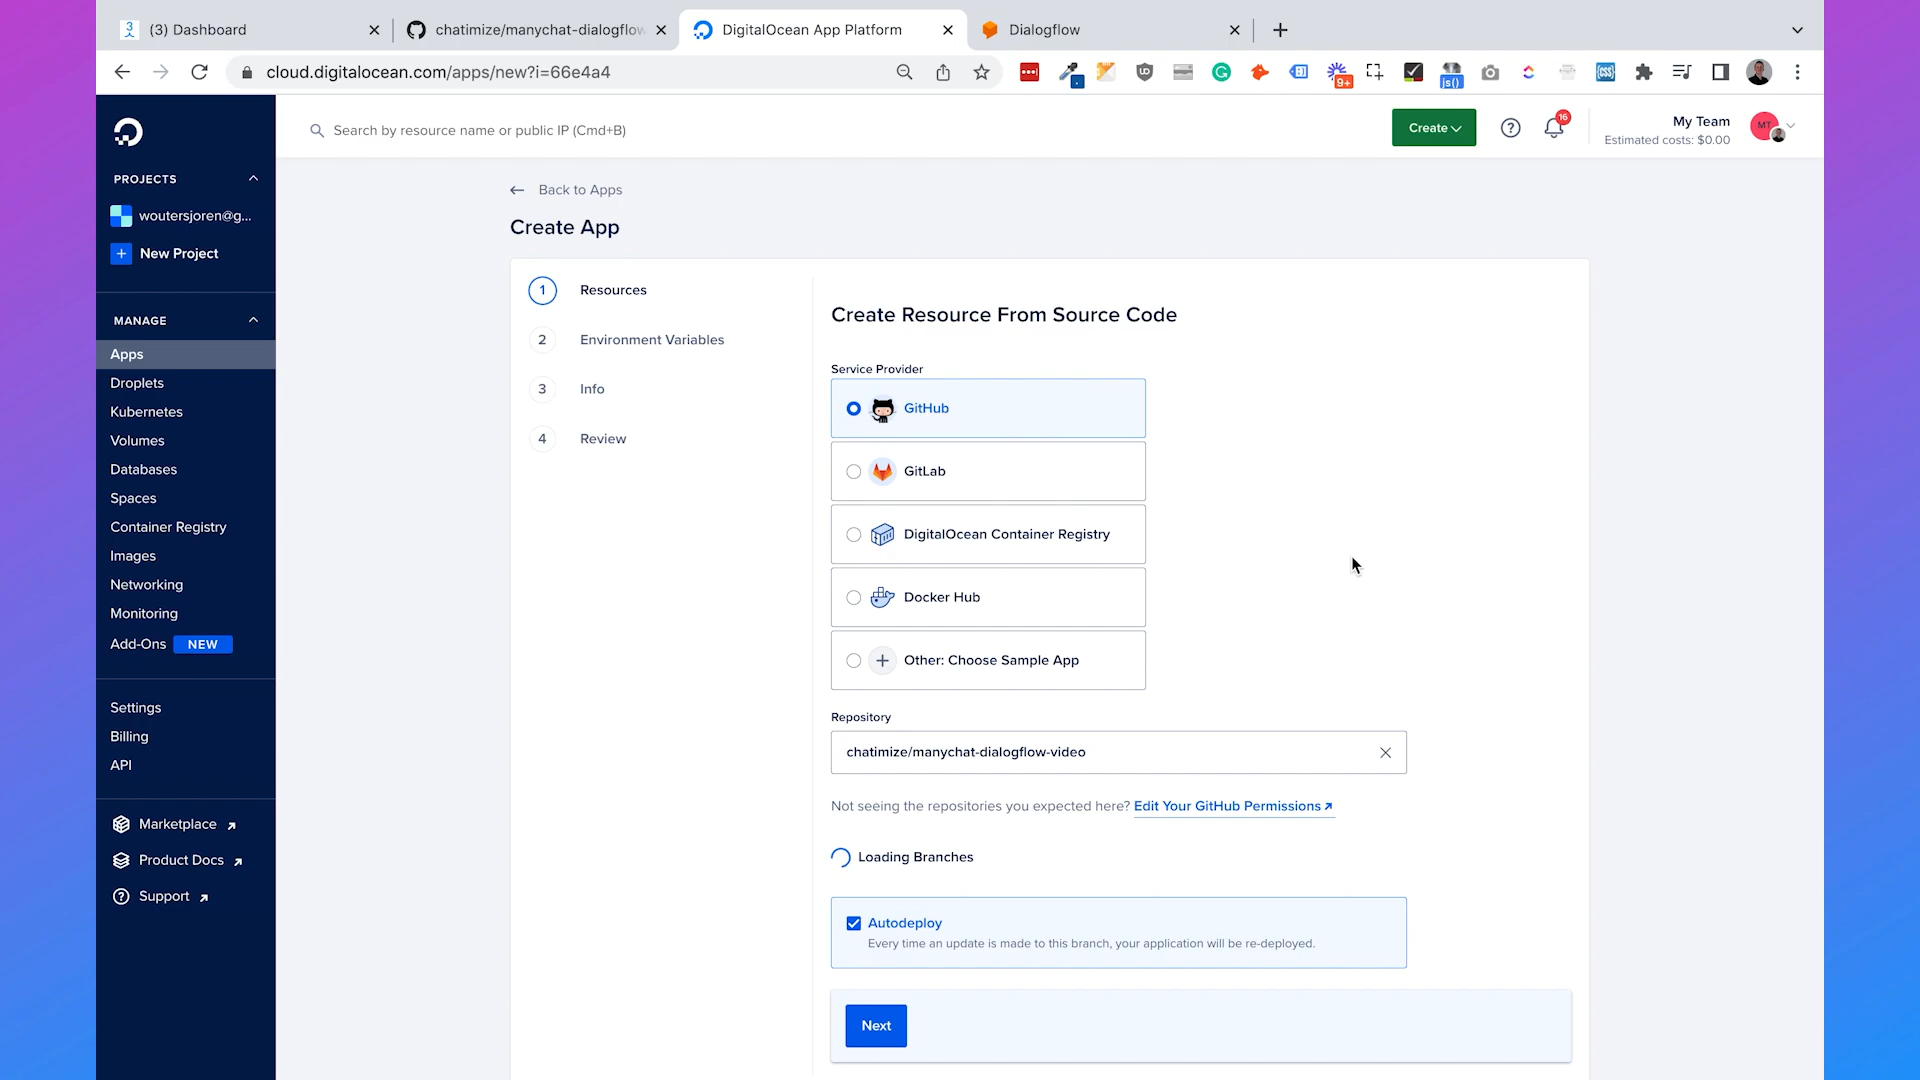 (3) Dashboard
chatimize/manychat-dialogflow
DigitalOcean App Platform
Dialogflow
cloud.digitalocean.com/apps/new?i=66e4a4
9+
js()
{CSS}
Search by resource name or public IP (Cmd+B)
Create
16
My Team
Estimated costs: $0.00
MT
PROJECTS
woutersjoren@g...
New Project
MANAGE
Apps
Droplets
Kubernetes
Volumes
Databases
Spaces
Container Registry
Images
Networking
Monitoring
Add-Ons NEW
Settings
Billing
API
Marketplace
Product Docs
Support
Back to Apps
Create App
1 Resources
2 Environment Variables
3 Info
4 Review
Create Resource From Source Code
Service Provider
GitHub
GitLab
DigitalOcean Container Registry
Docker Hub
Other: Choose Sample App
Repository
chatimize/manychat-dialogflow-video
Not seeing the repositories you expected here? Edit Your GitHub Permissions
Loading Branches
Autodeploy
Every time an update is made to this branch, your application will be re-deployed.
Next